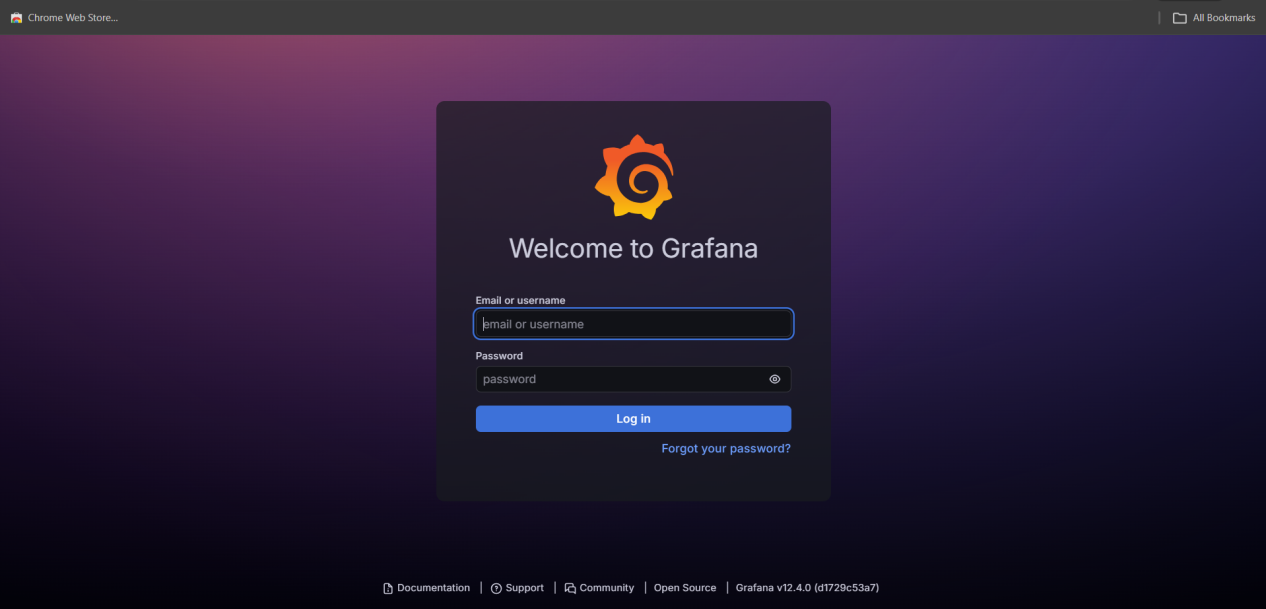 Chrome Web Store...
All Bookmarks
Welcome to Grafana
Email or username
email or username
Password
password
Log in
Forgot your password?
Documentation | Support | Community | Open Source | Grafana v12.4.0 (d1729c53a7)